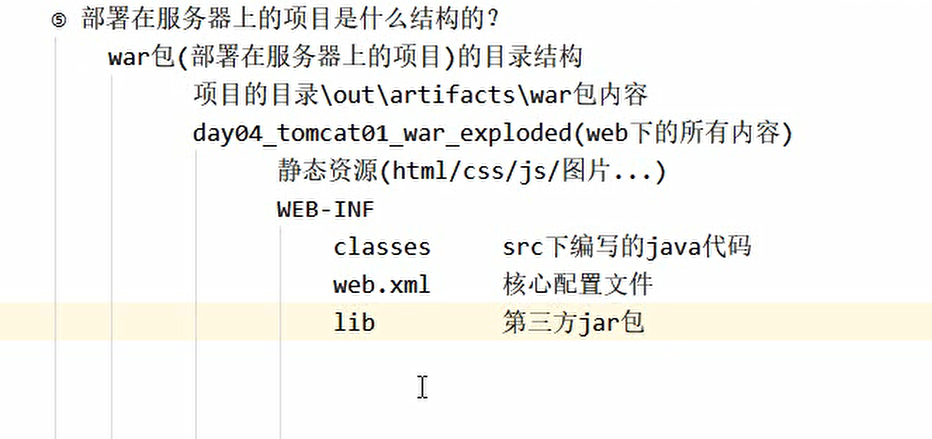 ⑤ 部署在服务器上的项目是什么结构的?
war包(部署在服务器上的项目)的目录结构
项目的目录\out\artifacts\war包内容
day04_tomcat01_war_exploded(web下的所有内容)
静态资源(html/css/js/图片...)
WEB-INF
classes src下编写的java代码
web.xml 核心配置文件
lib 第三方jar包